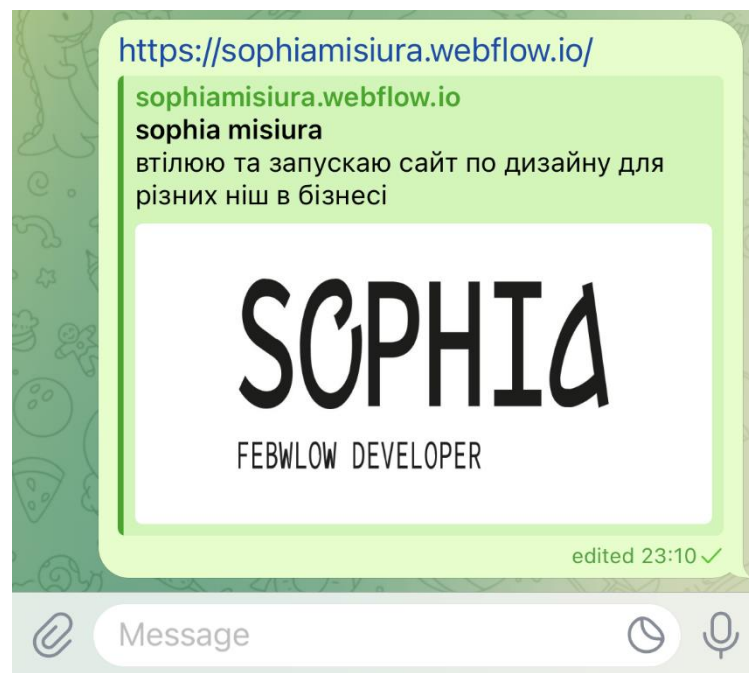 https://sophiamisiura.webflow.io/
sophiamisiura.webflow.io
sophia misiura
втілюю та запускаю сайт по дизайну для
різних ніш в бізнесі
SOPHIA
FEBWLOW DEVELOPER
edited 23:10
Message